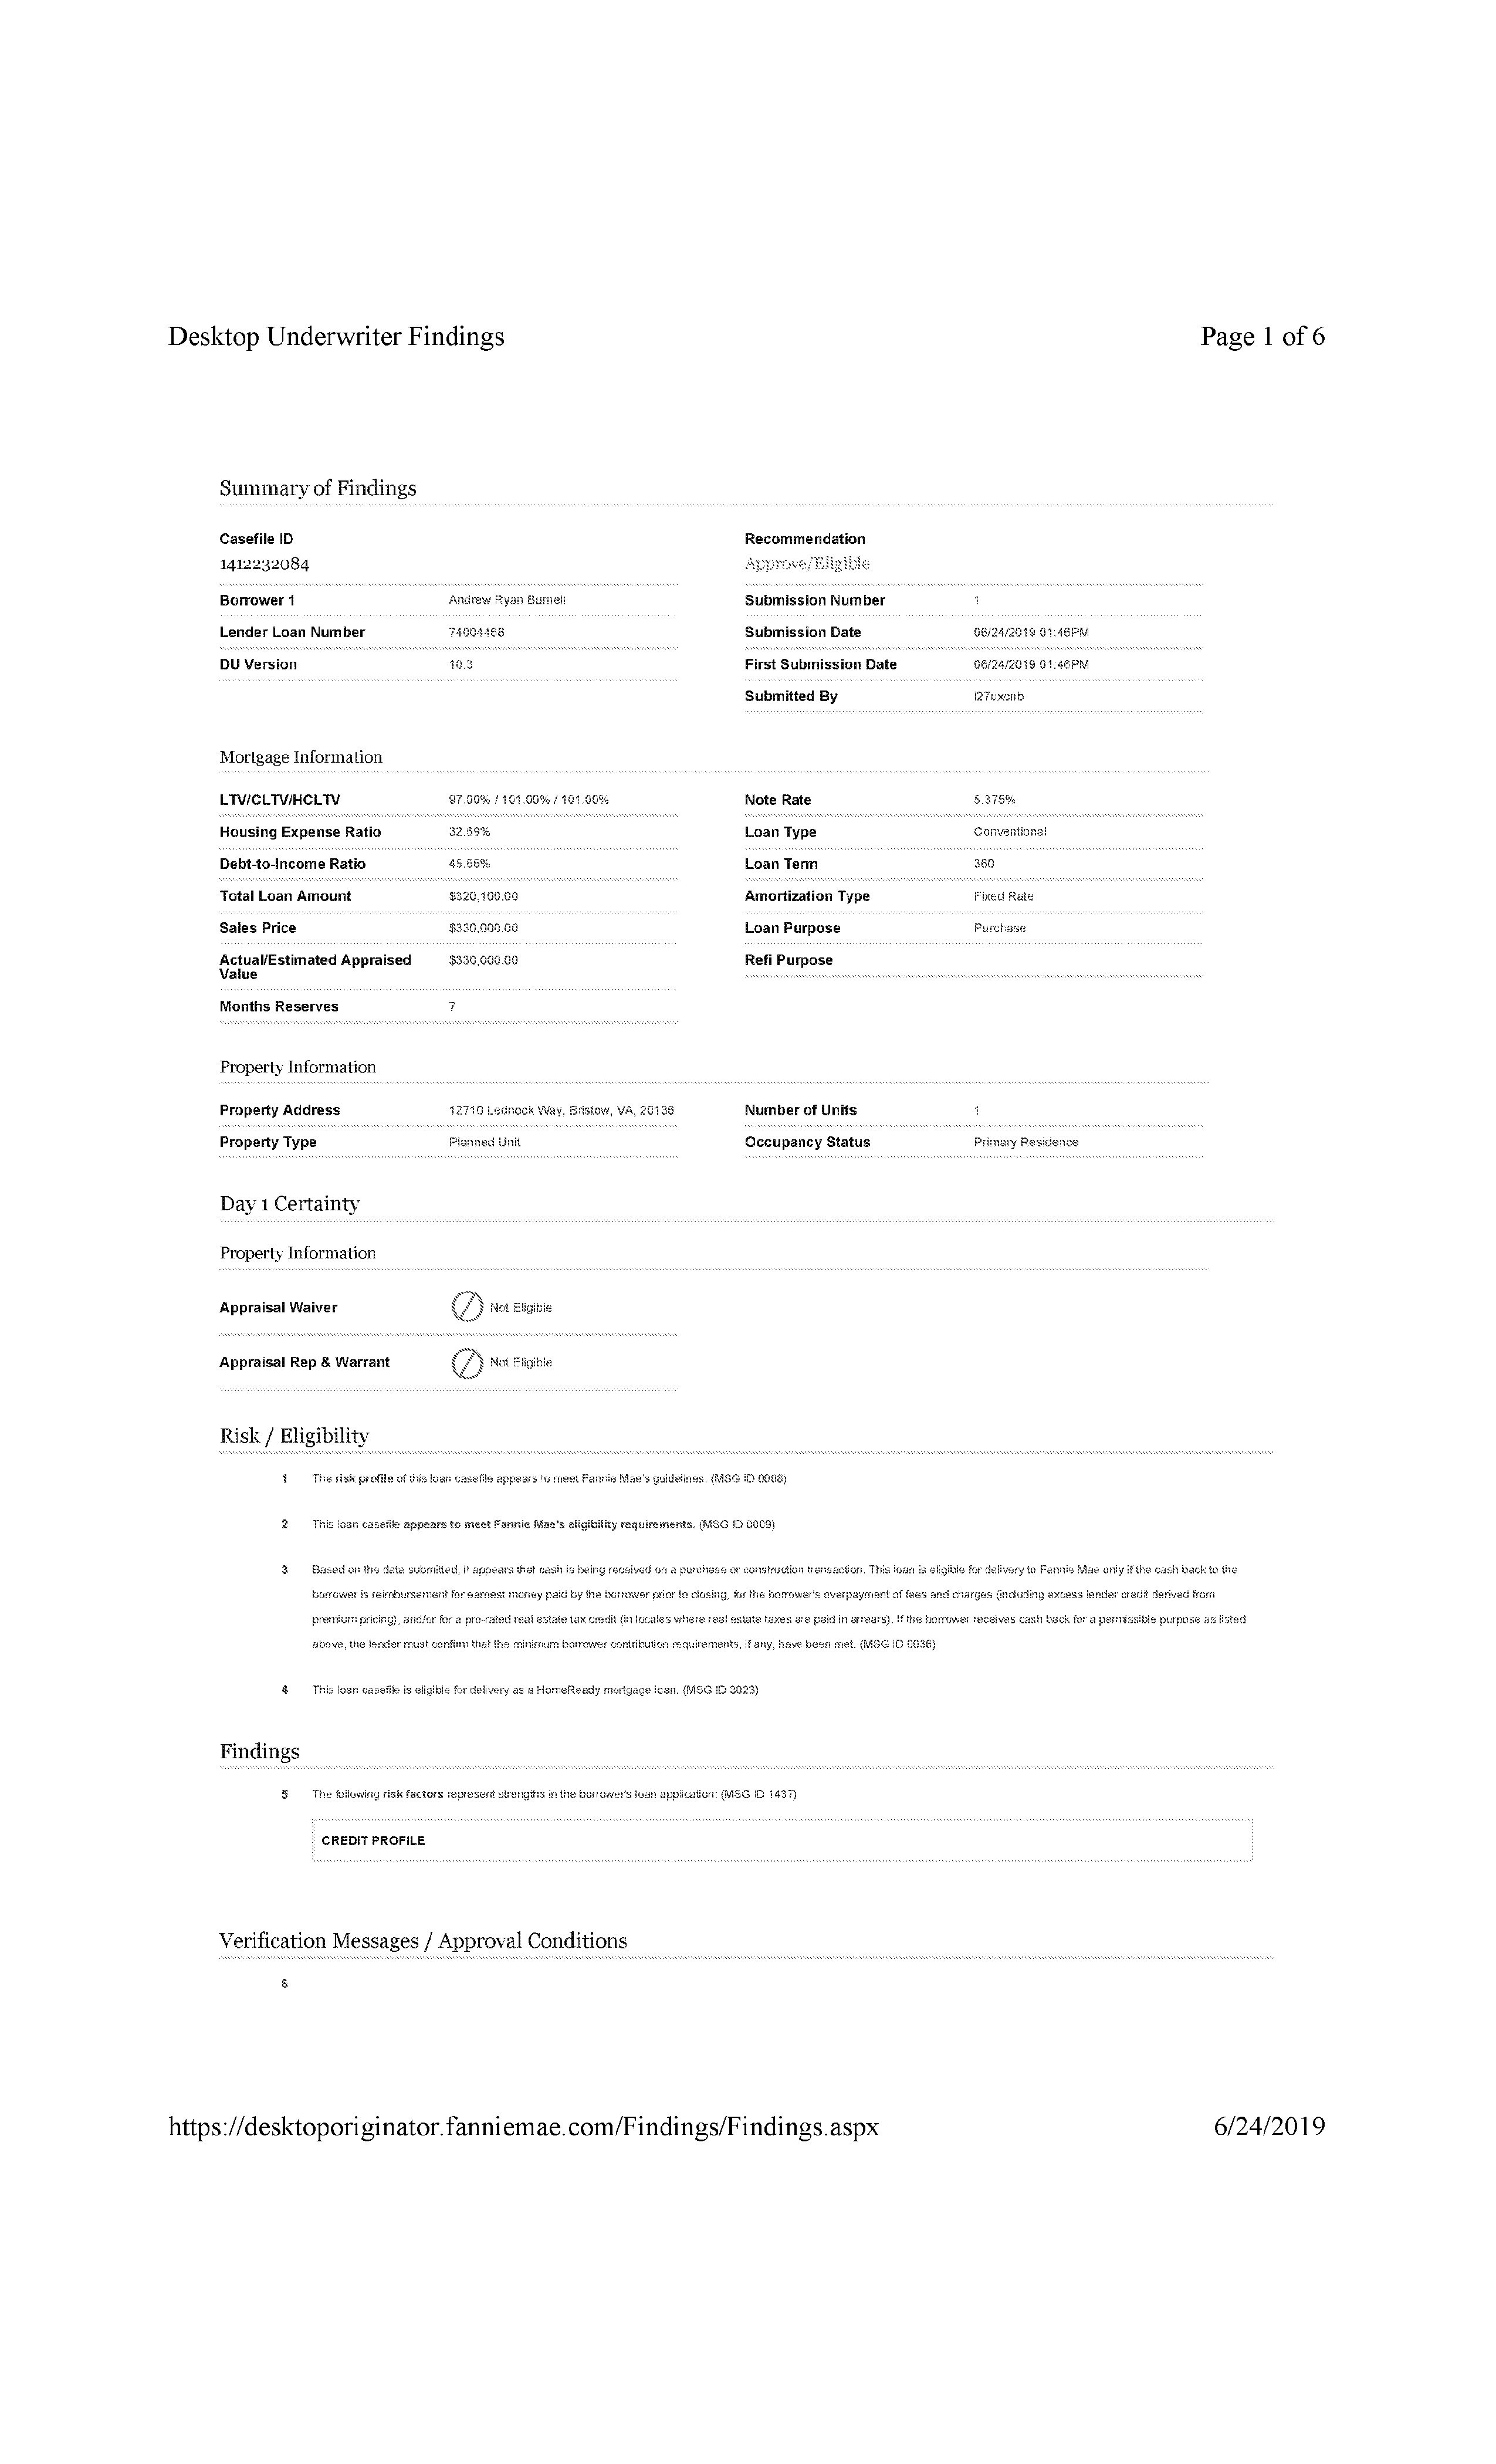 Desktop Underwriter Findings Page 1 of 6
Summary of Findings
Casefile ID Recommendation
1412232084 Approve/Eligible
Borrower 1 Andrew Ryan Submission Number 1
Lender Loan Number 74004468 Submission Date 06/24/2019 01:46PM
DU Version 10.3 First Submission Date 06/24/2019 01:46PM
Submitted By
Mortgage Information
LTV/CLTV/HCLTV 97.00% / 101.00% / 101.00% Note Rate 5.375%
Housing Expense Ratio 32.69% Loan Type Conventional
Debt-to-Income Ratio 45.66% Loan Term 360
Total Loan Amount $320,100.00 Amortization Type Fixed Rate
Sales Price $330,000.00 Loan Purpose Purchase
Actual/Estimated Appraised $330,000.00 Refi Purpose
Value
Months Reserves 7
Property Information
Property Address 12710 Lednock Way, Bristow, VA, 20136 Number of Units 1
Property Type Planned Unit Occupancy Status Primary Residence
Day 1 Certainty
Property Information
Appraisal Waiver Not Eligible
Appraisal Rep & Warrant Not Eligible
Risk / Eligibility
1 The risk profile of this loan casefile appears to meet Fannie Mae's guidelines. (MSG ID 0008)
2 This loan casefile appears to meet Fannie Mae's eligibility requirements. (MSG ID 0009)
3 Based on the data submitted, it appears that cash is being received on a purchase or construction transaction. This loan is eligible for delivery to Fannie Mae only if the cash back to the
borrower is reimbursement for earnest money paid by the borrower prior to closing, for the borrower's overpayment of fees and charges (including excess lender credit derived from
premium pricing), and/or for a pro-rated real estate tax credit (in locales where real estate taxes are paid in arrears). If the borrower receives cash back for a permissible purpose as listed
above, the lender must confirm that the minimum borrower contribution requirements, if any, have been met. (MSG ID 0036)
4 This loan casefile is eligible for delivery as a HomeReady mortgage loan. (MSG ID 3023)
Findings
5 The following risk factors represent strengths in the borrower's loan application: (MSG ID 1437)
CREDIT PROFILE
Verification Messages / Approval Conditions
6
https://desktoporiginator.fanniemae.com/Findings/Findings.aspx 6/24/2019